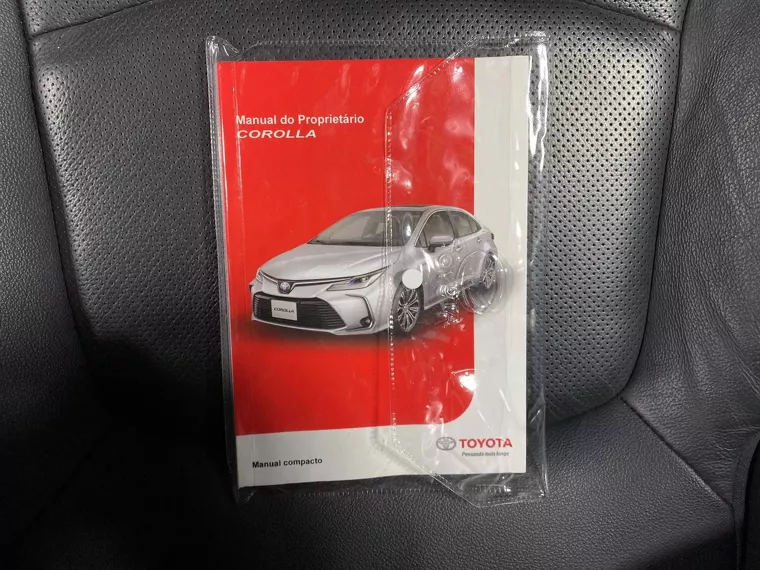 Manual do Proprietário
COROLLA
COROLLA
TOYOTA
Pensando mais longe
Manual compacto